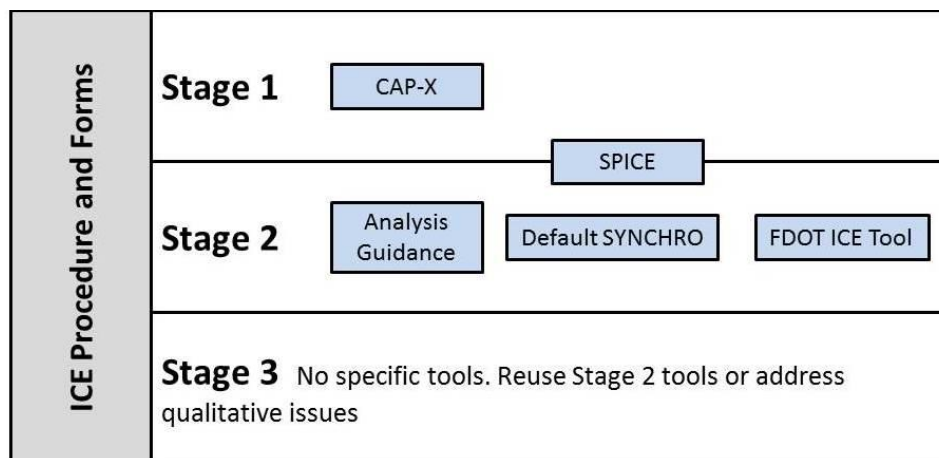 ICE Procedure and Forms
Stage 1
CAP-X
SPICE
Stage 2
Analysis
Guidance
Default SYNCHRO
FDOT ICE Tool
Stage 3 No specific tools. Reuse Stage 2 tools or address
qualitative issues